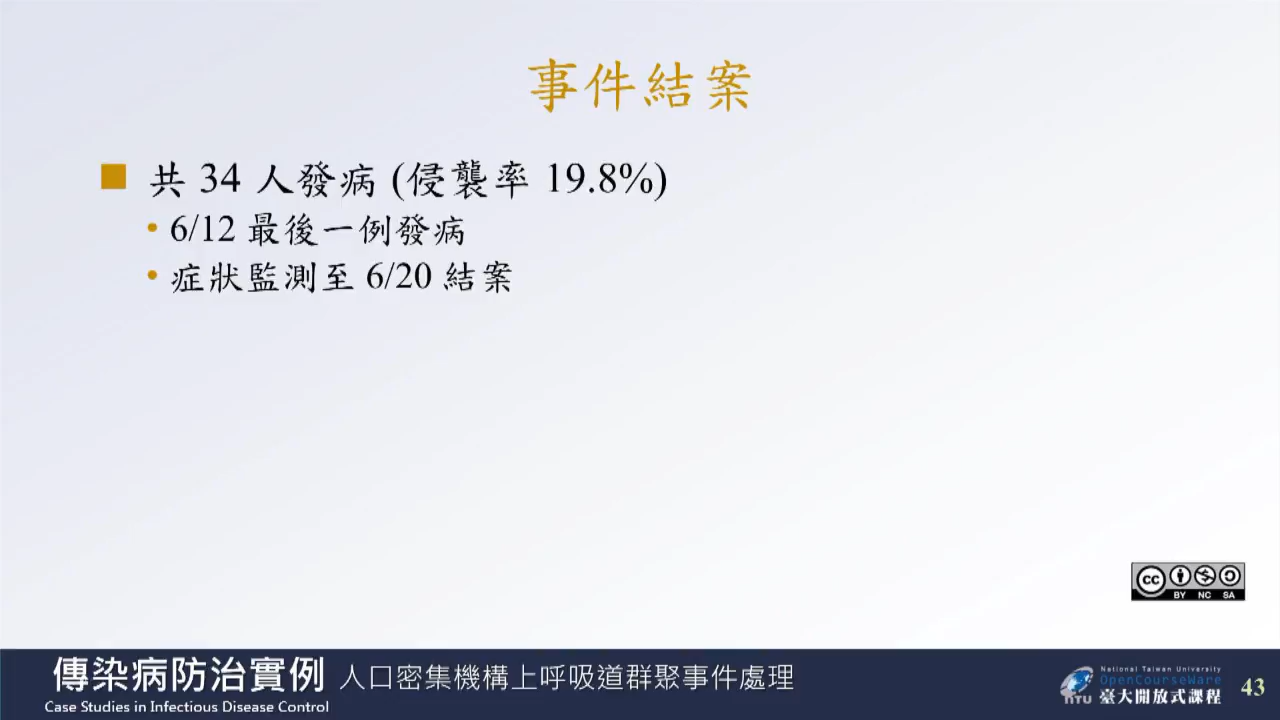 事件結案
共 34 人發病 (侵襲率 19.8%)
6/12 最後一例發病
症狀監測至 6/20 結案
cc BY NC SA
傳染病防治實例 人口密集機構上呼吸道群聚事件處理
Case Studies in Infectious Disease Control
National Taiwan University
OpenCourseWare
NTU 臺大開放式課程
43